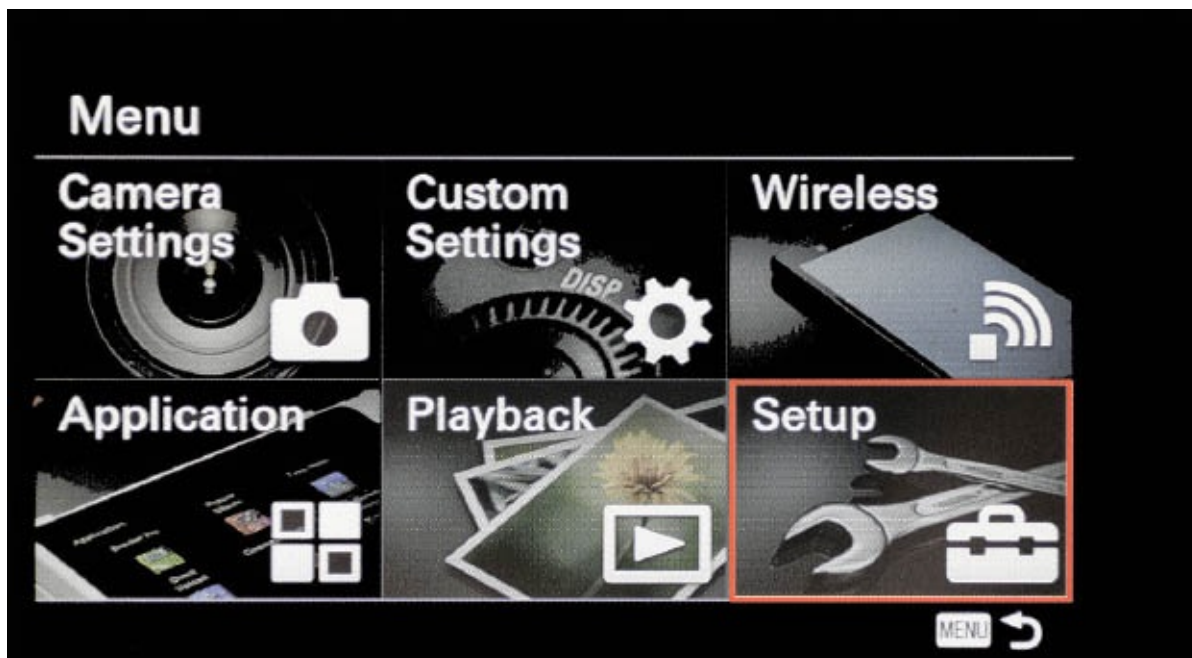 Menu
Camera
Settings
Custom
Settings
DISP
Wireless
Application
Playback
Setup
MENU